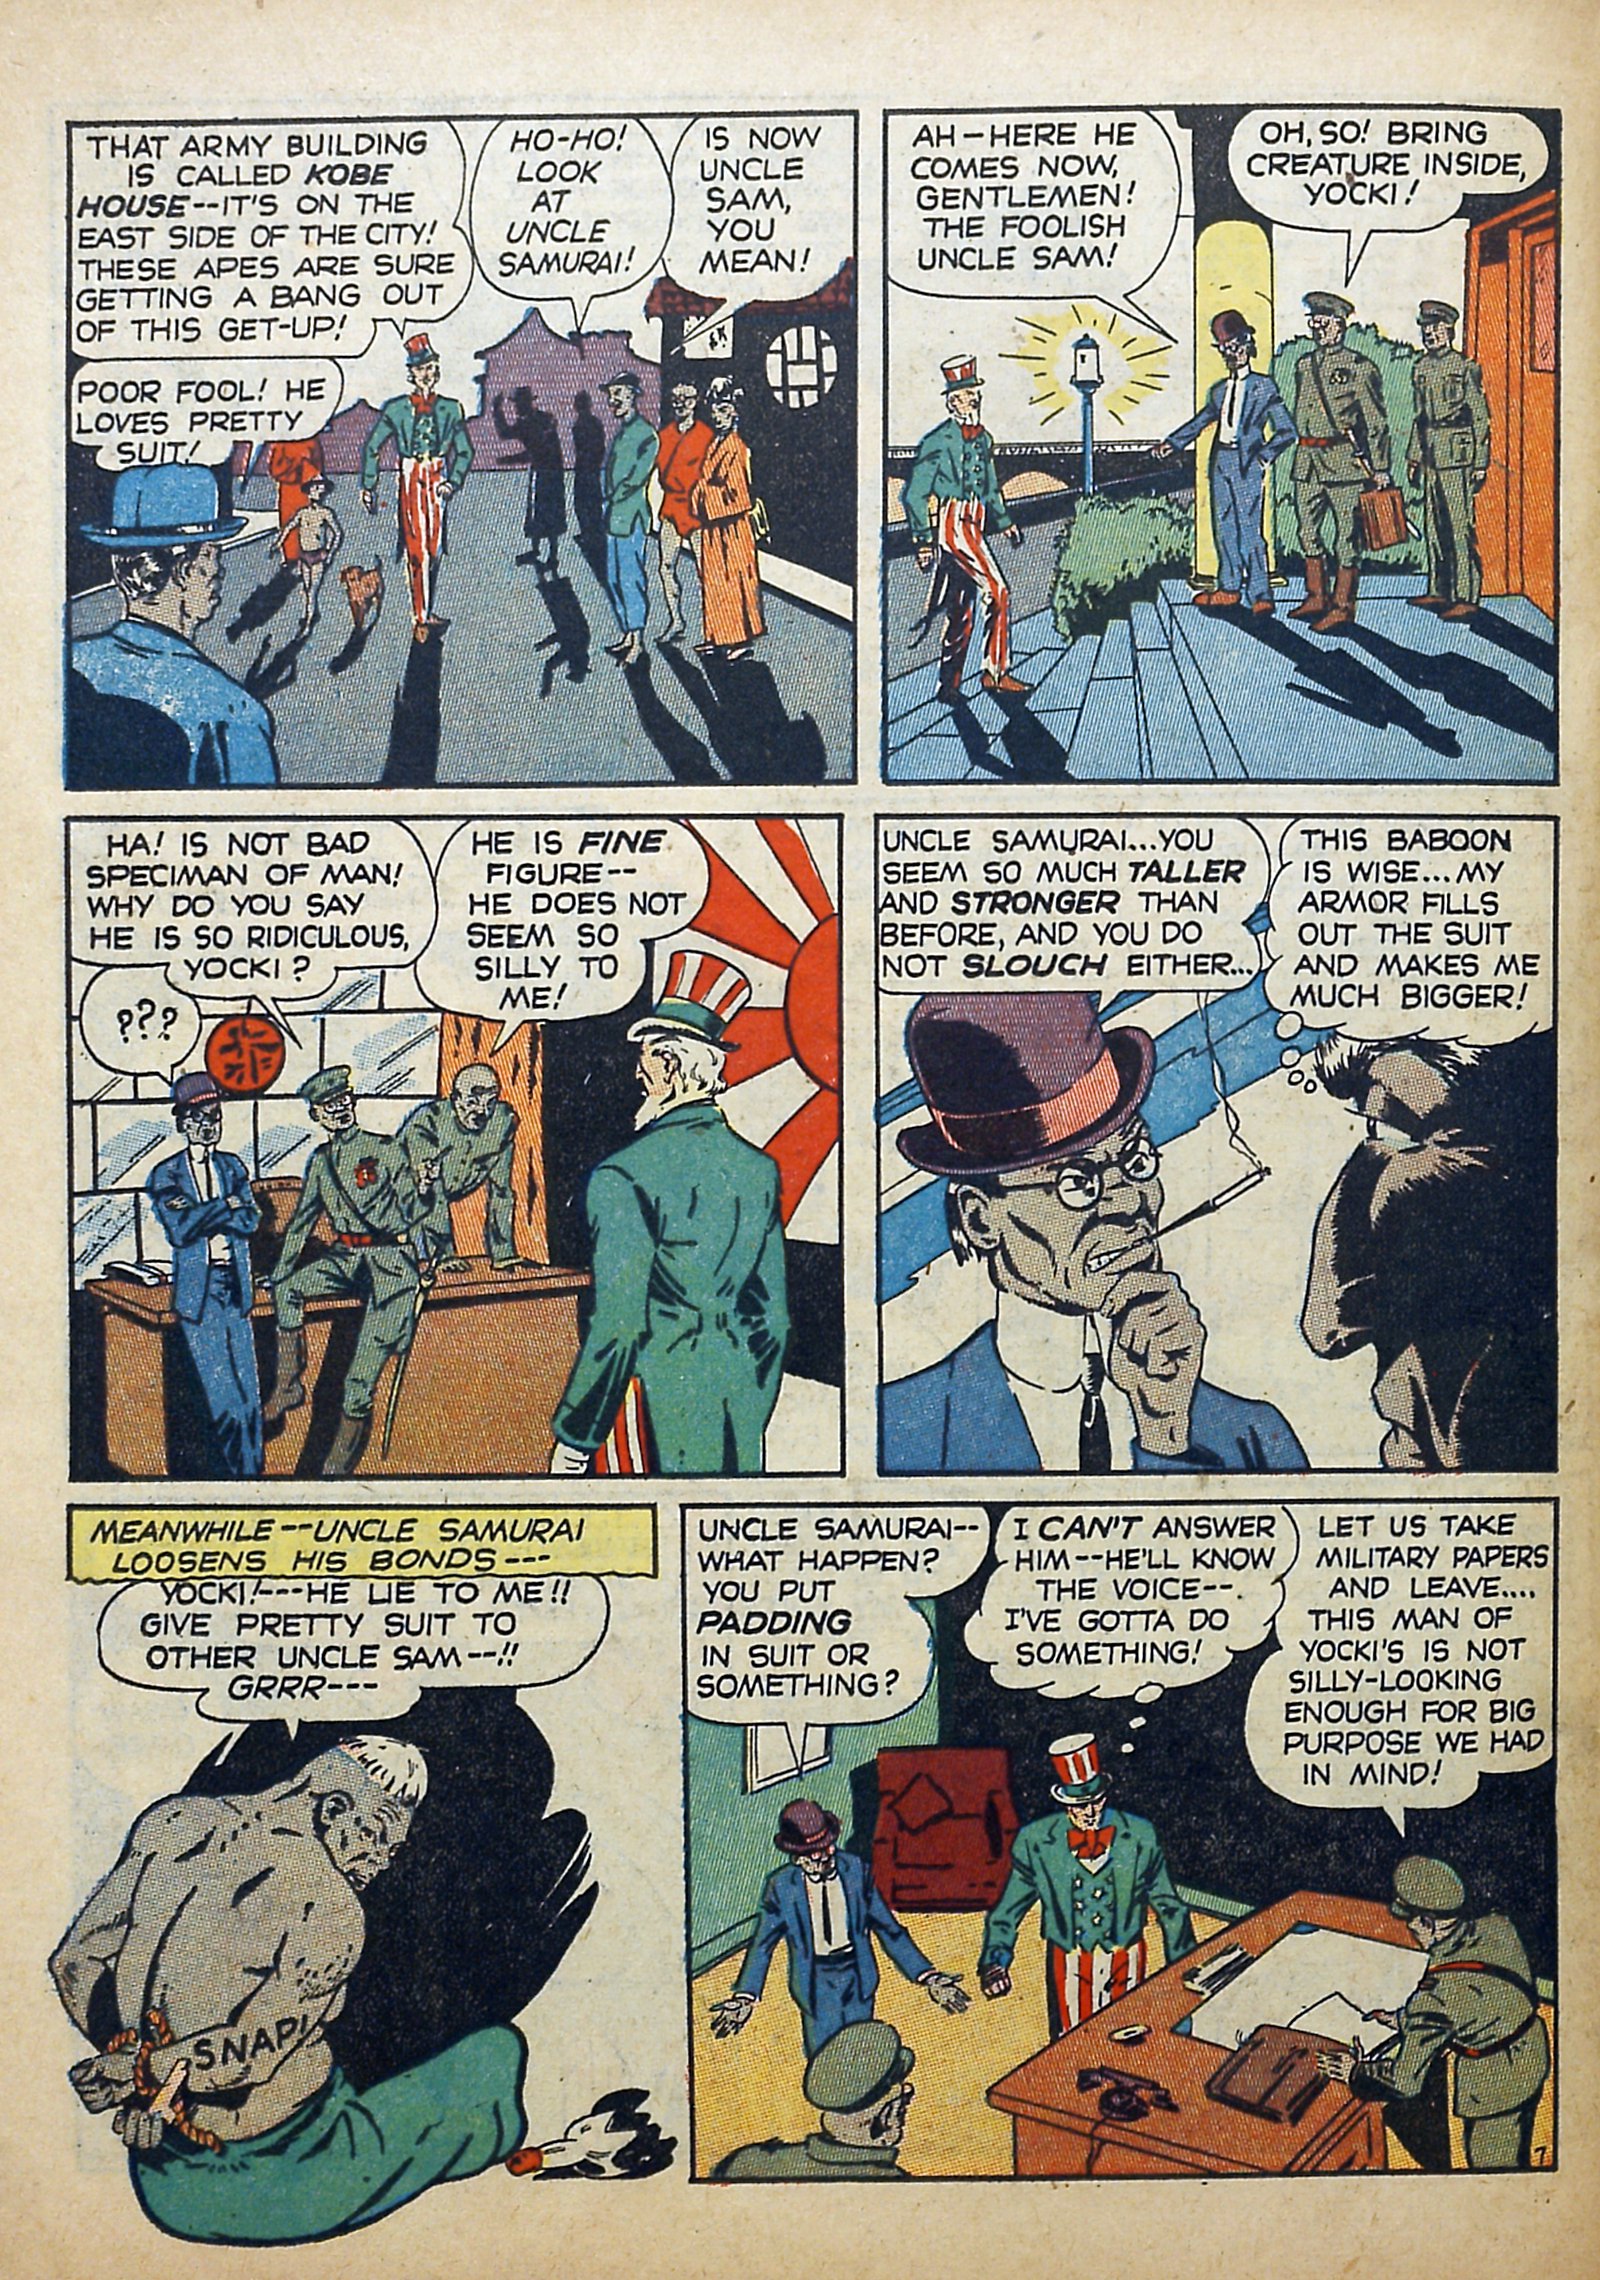 THAT ARMY BUILDING
IS CALLED KOBE
HOUSE--IT'S ON THE
EAST SIDE OF THE CITY!
THESE APES ARE SURE
GETTING A BANG OUT
OF THIS GET-UP!
HO-HO!
LOOK
AT
UNCLE
SAMURAI!
IS NOW
UNCLE
SAM,
YOU
MEAN!
POOR FOOL! HE
LOVES PRETTY
SUIT!
AH-HERE HE
COMES NOW,
GENTLEMEN!
THE FOOLISH
UNCLE SAM!
OH, SO! BRING
CREATURE INSIDE,
YOCKI!
HA! IS NOT BAD
SPECIMAN OF MAN!
WHY DO YOU SAY
HE IS SO RIDICULOUS,
YOCKI?
???
HE IS FINE
FIGURE--
HE DOES NOT
SEEM SO
SILLY TO
ME!
UNCLE SAMURAI...YOU
SEEM SO MUCH TALLER
AND STRONGER THAN
BEFORE, AND YOU DO
NOT SLOUCH EITHER...
THIS BABOON
IS WISE...MY
ARMOR FILLS
OUT THE SUIT
AND MAKES ME
MUCH BIGGER!
MEANWHILE--UNCLE SAMURAI
LOOSENS HIS BONDS---
YOCKI!---HE LIE TO ME!!
GIVE PRETTY SUIT TO
OTHER UNCLE SAM--!!
GRRR---
SNAP!
UNCLE SAMURAI--
WHAT HAPPEN?
YOU PUT
PADDING
IN SUIT OR
SOMETHING?
I CAN'T ANSWER
HIM--HE'LL KNOW
THE VOICE--
I'VE GOTTA DO
SOMETHING!
LET US TAKE
MILITARY PAPERS
AND LEAVE....
THIS MAN OF
YOCKI'S IS NOT
SILLY-LOOKING
ENOUGH FOR BIG
PURPOSE WE HAD
IN MIND!
7